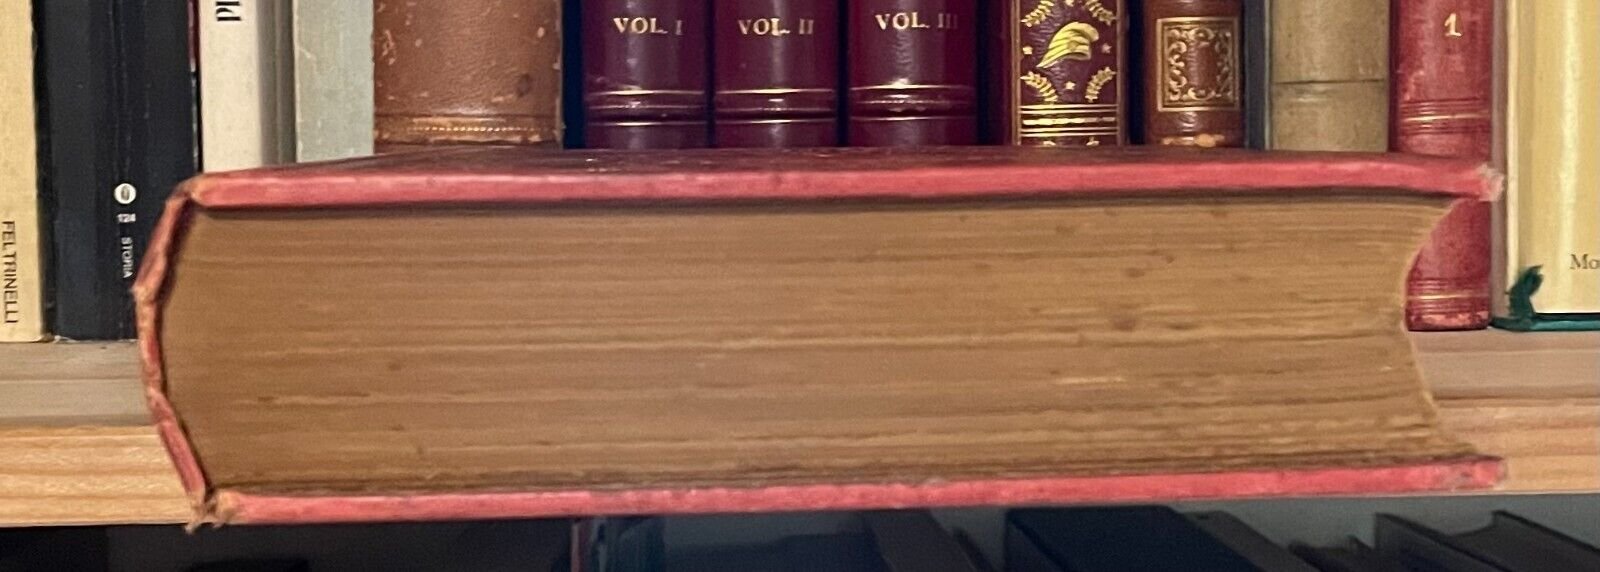 FELTRINELLI
124
STORIA
VOL. I
VOL. II
VOL. III
1